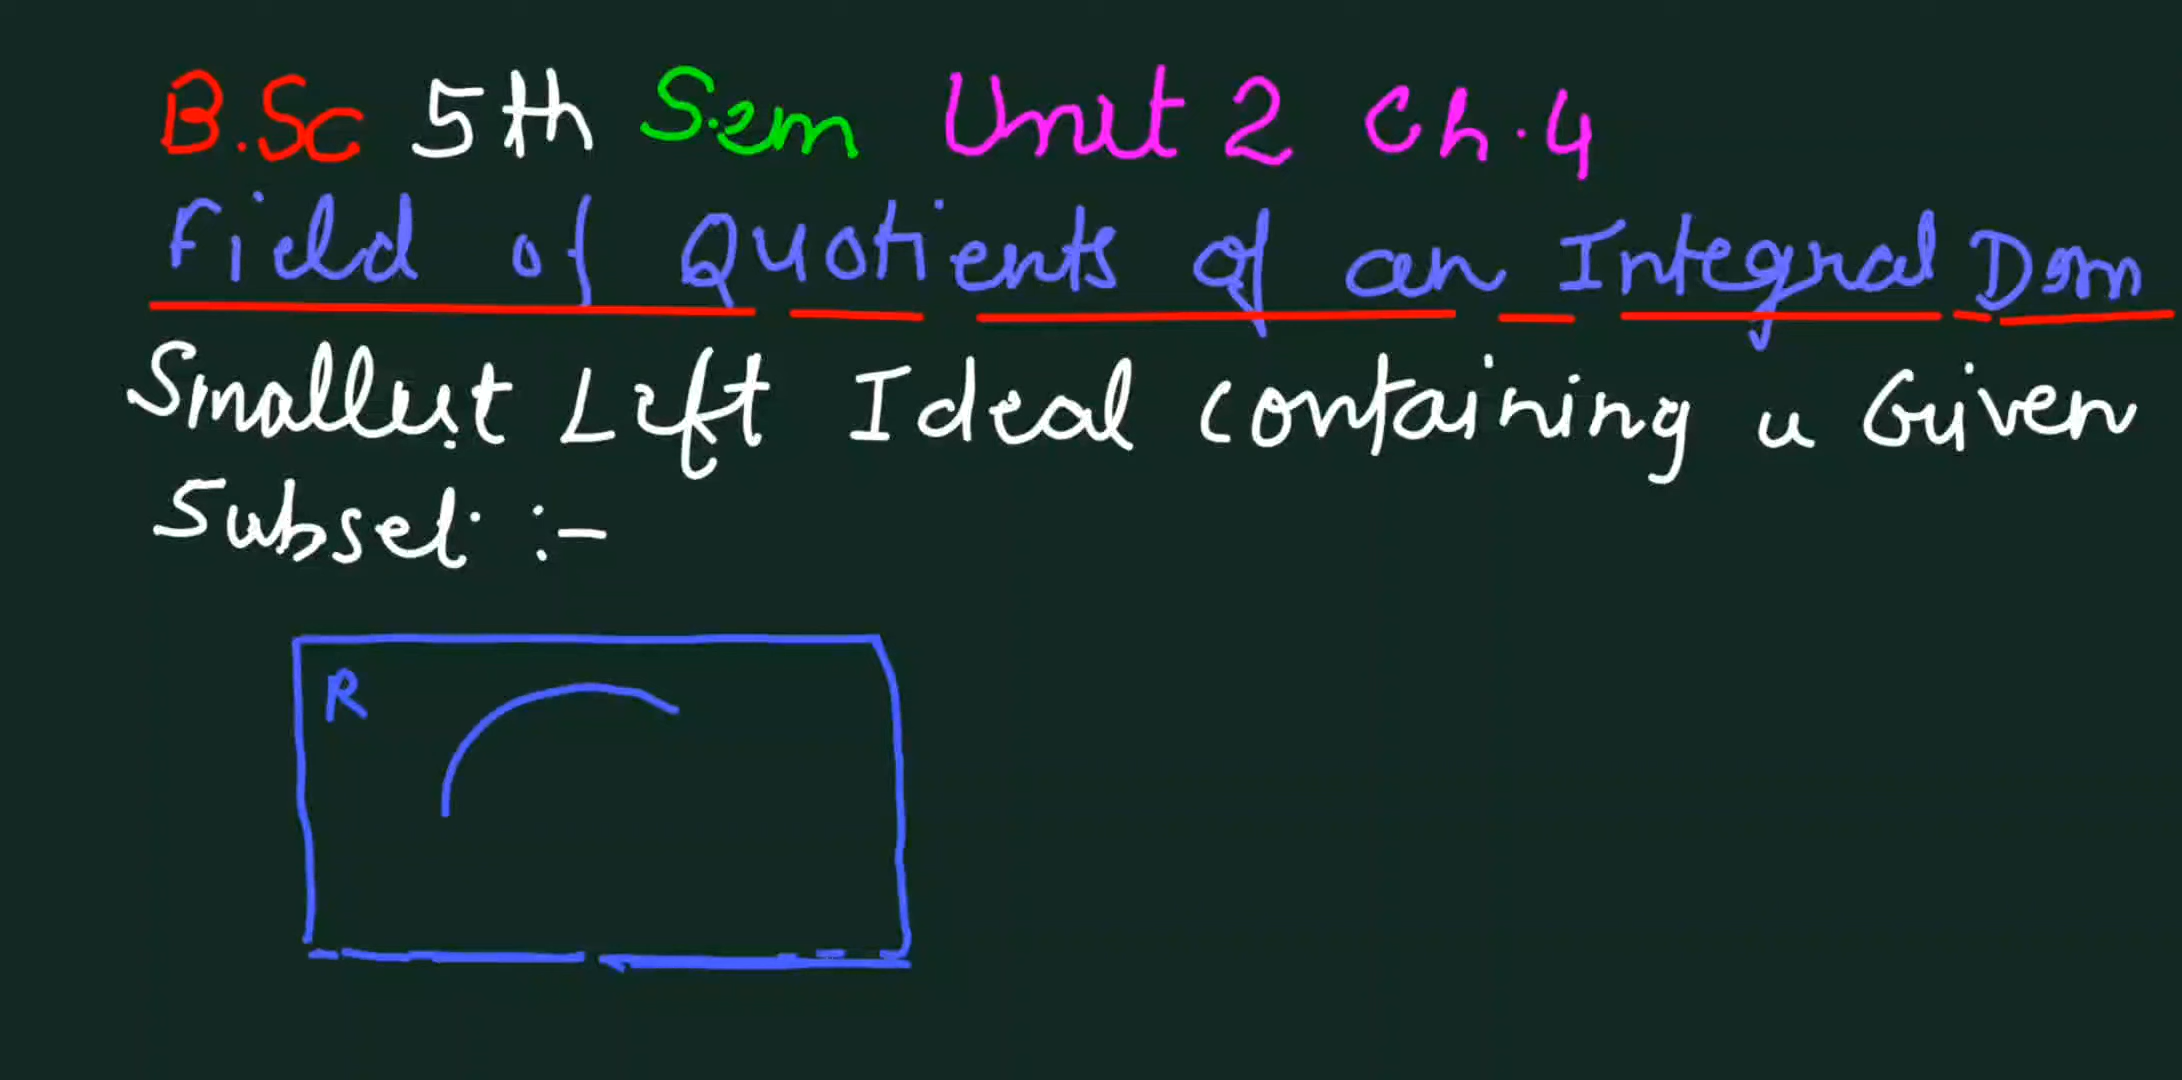 B.Sc 5th Sem Unit 2 Ch.4
Field of Quotients of an Integral Dom
Smallest Left Ideal containing a Given
Subset :-
R